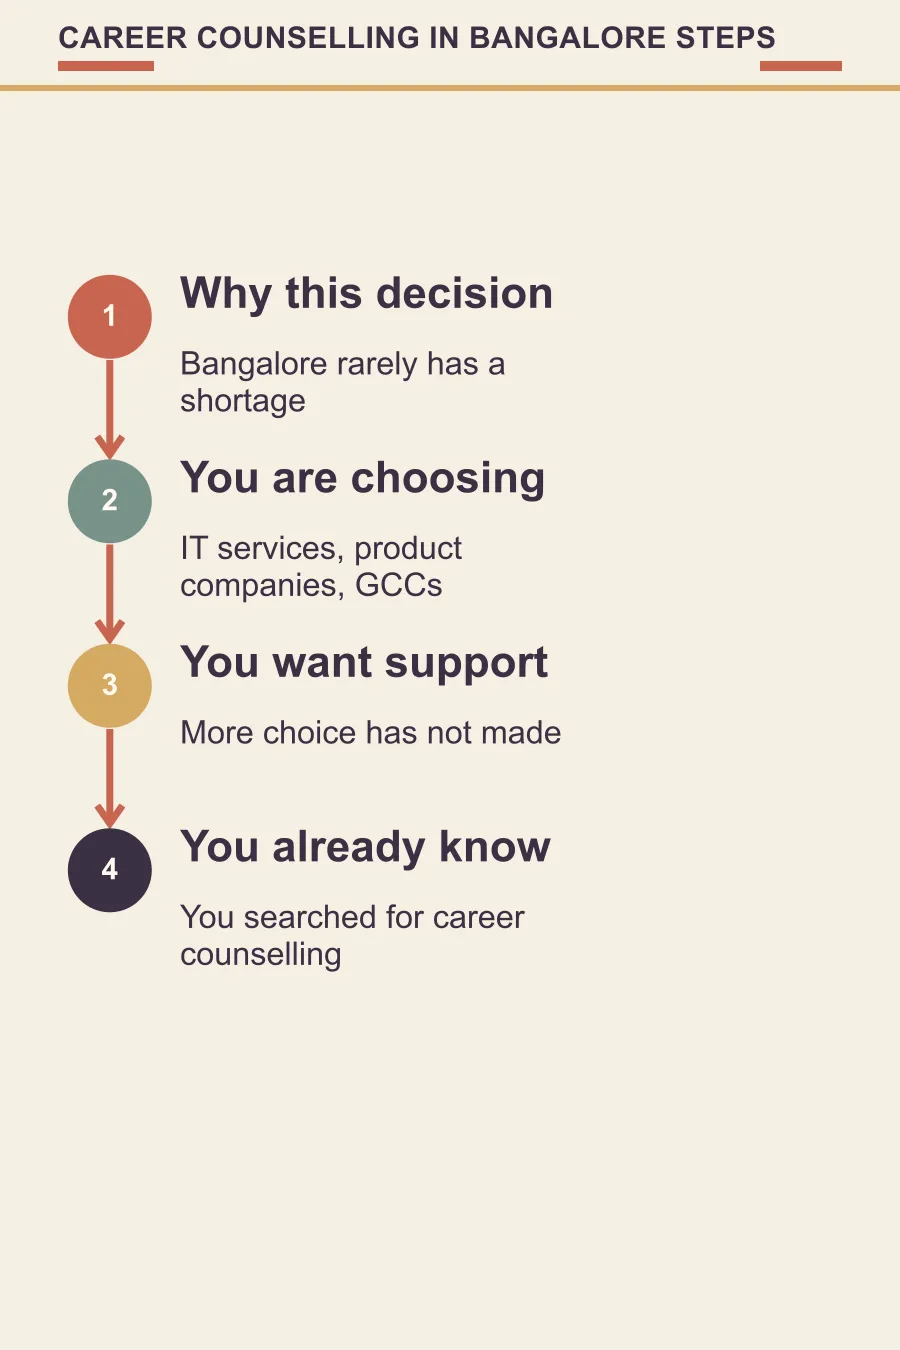 CAREER COUNSELLING IN BANGALORE STEPS
1
Why this decision
Bangalore rarely has a
shortage
2
You are choosing
IT services, product
companies, GCCs
3
You want support
More choice has not made
4
You already know
You searched for career
counselling